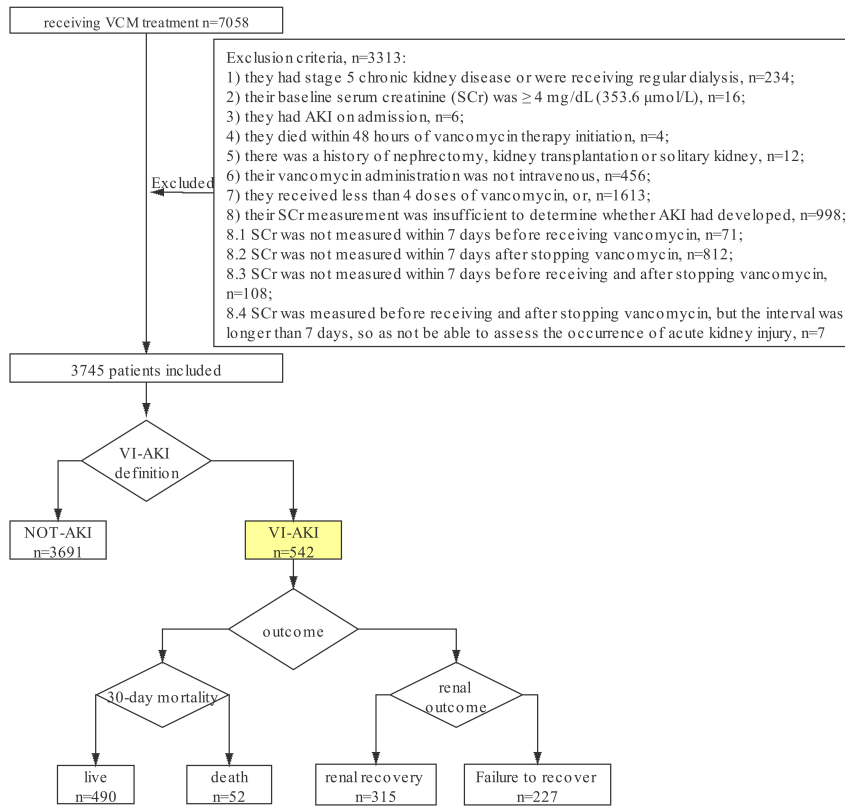 receiving VCM treatment n=7058
Exclusion criteria, n=3313:
1) they had stage 5 chronic kidney disease or were receiving regular dialysis, n=234;
2) their baseline serum creatinine (SCr) was ≥ 4 mg/dL (353.6 μmol/L), n=16;
3) they had AKI on admission, n=6;
4) they died within 48 hours of vancomycin therapy initiation, n=4;
5) there was a history of nephrectomy, kidney transplantation or solitary kidney, n=12;
6) their vancomycin administration was not intravenous, n=456;
7) they received less than 4 doses of vancomycin, or, n=1613;
8) their SCr measurement was insufficient to determine whether AKI had developed, n=998;
8.1 SCr was not measured within 7 days before receiving vancomycin, n=71;
8.2 SCr was not measured within 7 days after stopping vancomycin, n=812;
8.3 SCr was not measured within 7 days before receiving and after stopping vancomycin,
n=108;
8.4 SCr was measured before receiving and after stopping vancomycin, but the interval was
longer than 7 days, so as not be able to assess the occurrence of acute kidney injury, n=7
Excluded
3745 patients included
VI-AKI
definition
NOT-AKI
n=3691
VI-AKI
n=542
outcome
30-day mortality
renal
outcome
live
n=490
death
n=52
renal recovery
n=315
Failure to recover
n=227